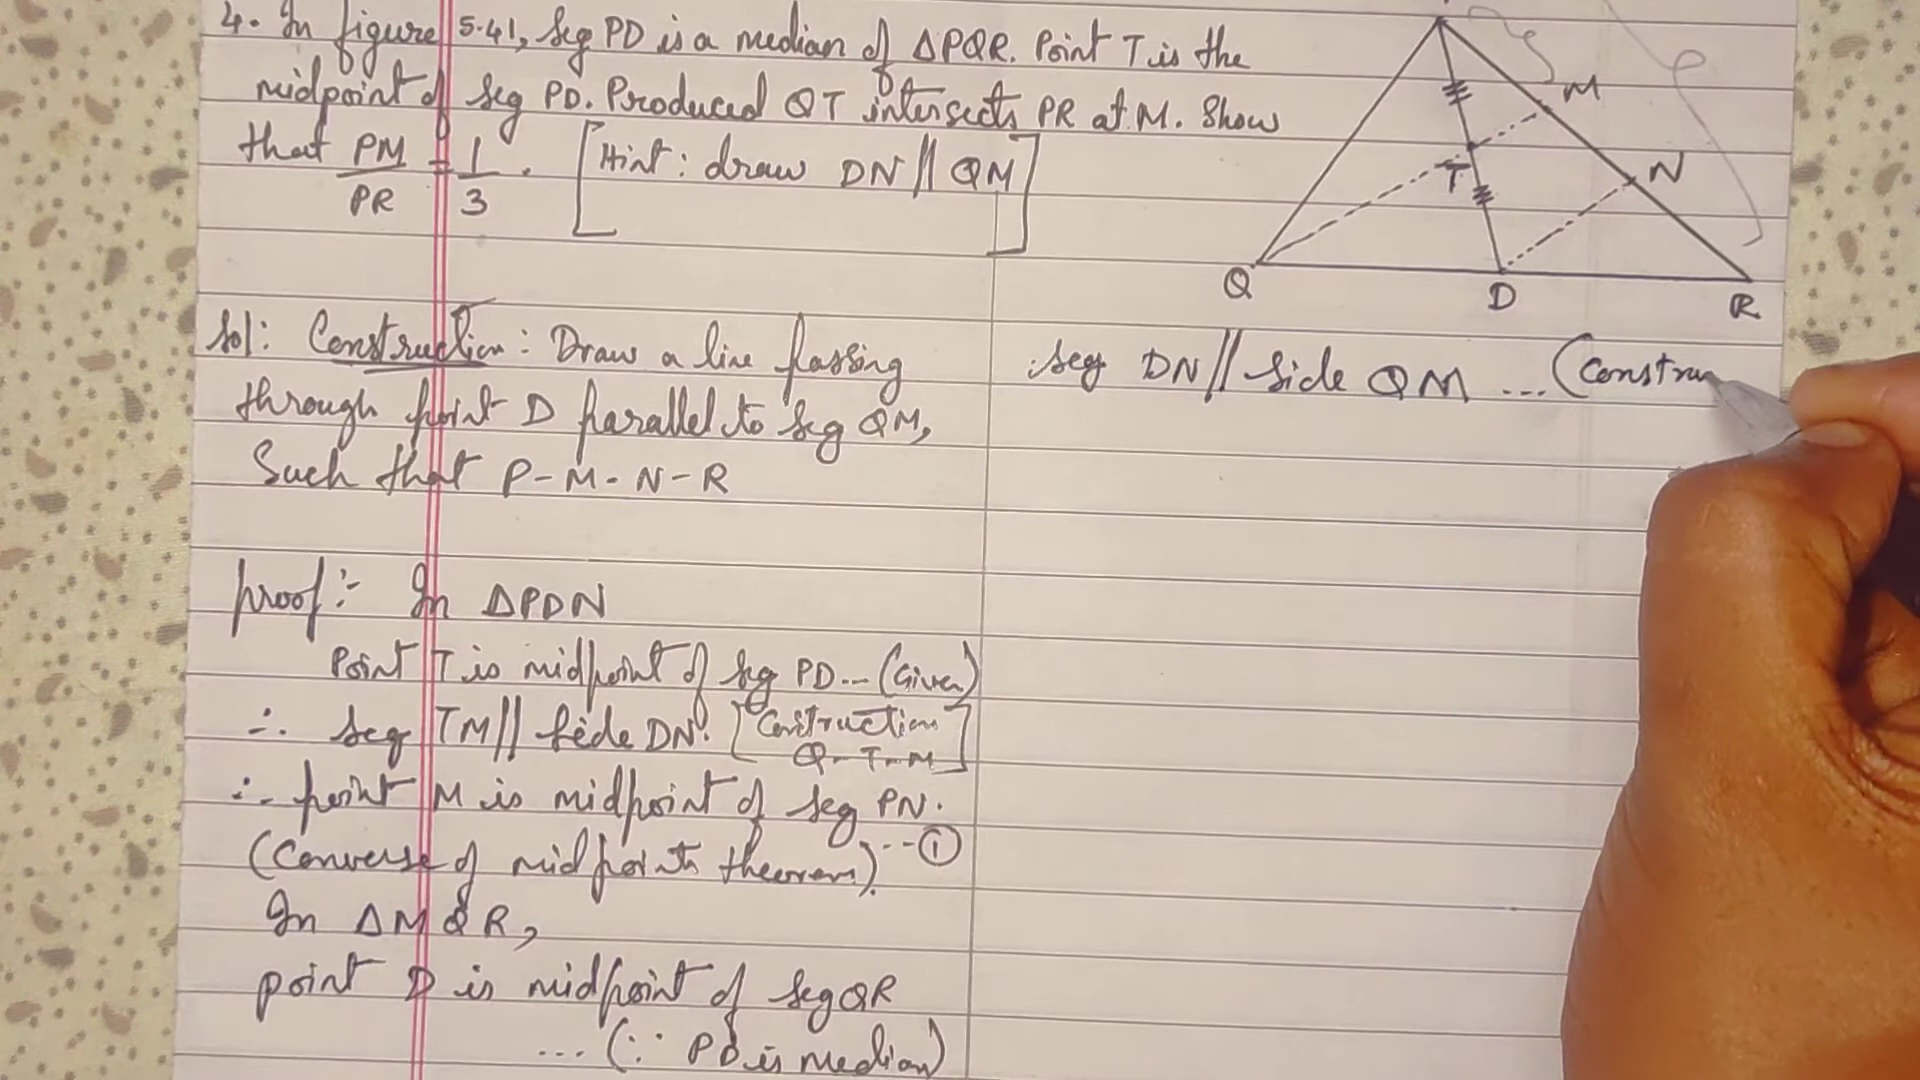 4. In figure 5.41, seg PD is a median of ΔPQR. Point T is the
midpoint of seg PD. Produced QT intersects PR at M. Show
that PM/PR = 1/3. [Hint: draw DN || QM]
M
T
N
Q
D
R
Sol: Construction: Draw a line passing
through point D parallel to seg QM,
Such that P-M-N-R
proof:- In ΔPDN
Point T is midpoint of seg PD... (Given)
∴ seg TM || side DN. [Construction
Q-T-M]
∴ point M is midpoint of seg PN.
(Converse of midpoint theorem). ...①
In ΔMQR,
point D is midpoint of seg QR
... (∵ PD is median)
seg DN || side QM ... (Constru